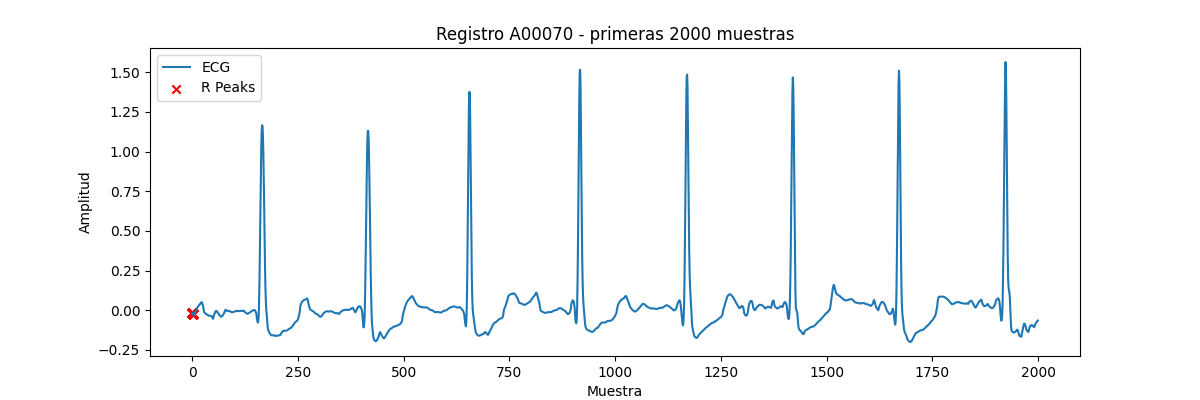 Registro A00070 - primeras 2000 muestras
ECG
R Peaks
1.50
1.25
1.00
0.75
0.50
0.25
0.00
−0.25
Amplitud
0 250 500 750 1000 1250 1500 1750 2000
Muestra